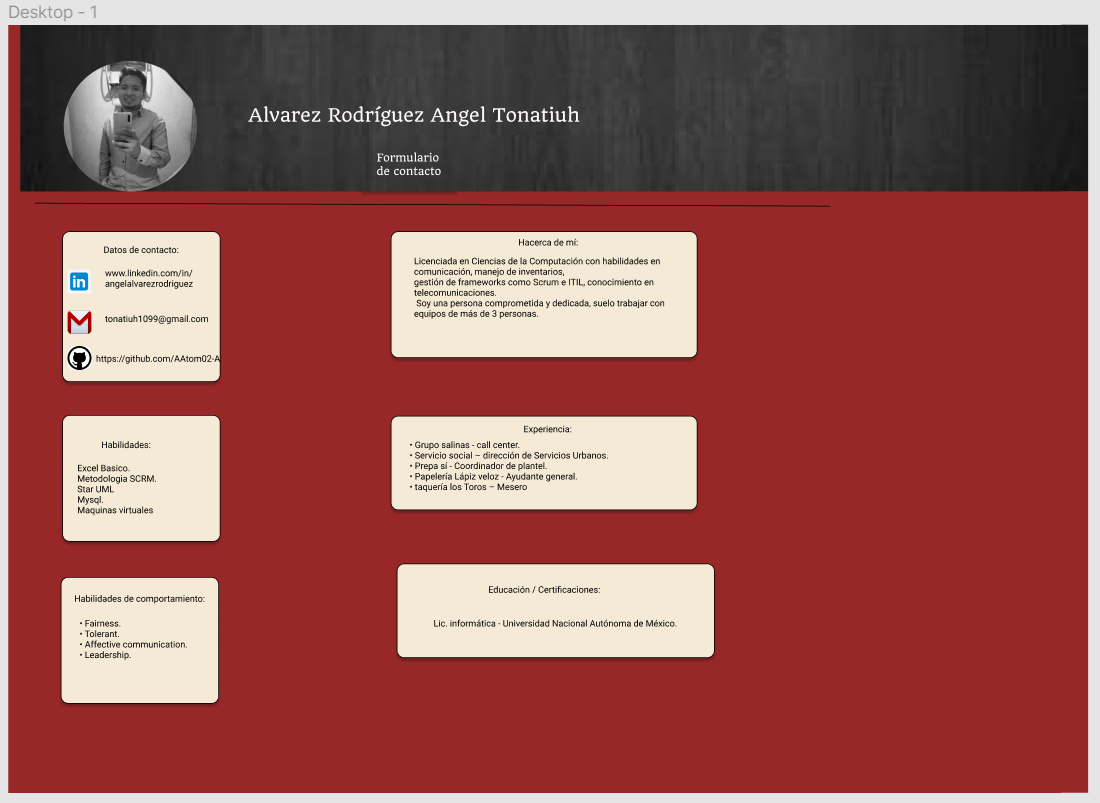 Desktop - 1
Alvarez Rodríguez Angel Tonatiuh
Formulario
de contacto
Datos de contacto:
www.linkedin.com/in/
angelalvarezrodriguez
tonatiuh1099@gmail.com
https://github.com/AAtom02-A
Habilidades:
Excel Basico.
Metodologia SCRM.
Star UML
Mysql.
Maquinas virtuales
Habilidades de comportamiento:
• Fairness.
• Tolerant.
• Affective communication.
• Leadership.
Hacerca de mí:
Licenciada en Ciencias de la Computación con habilidades en
comunicación, manejo de inventarios,
gestión de frameworks como Scrum e ITIL, conocimiento en
telecomunicaciones.
Soy una persona comprometida y dedicada, suelo trabajar con
equipos de más de 3 personas.
Experiencia:
• Grupo salinas - call center.
• Servicio social – dirección de Servicios Urbanos.
• Prepa sí - Coordinador de plantel.
• Papelería Lápiz veloz - Ayudante general.
• taquería los Toros – Mesero
Educación / Certificaciones:
Lic. informática - Universidad Nacional Autónoma de México.